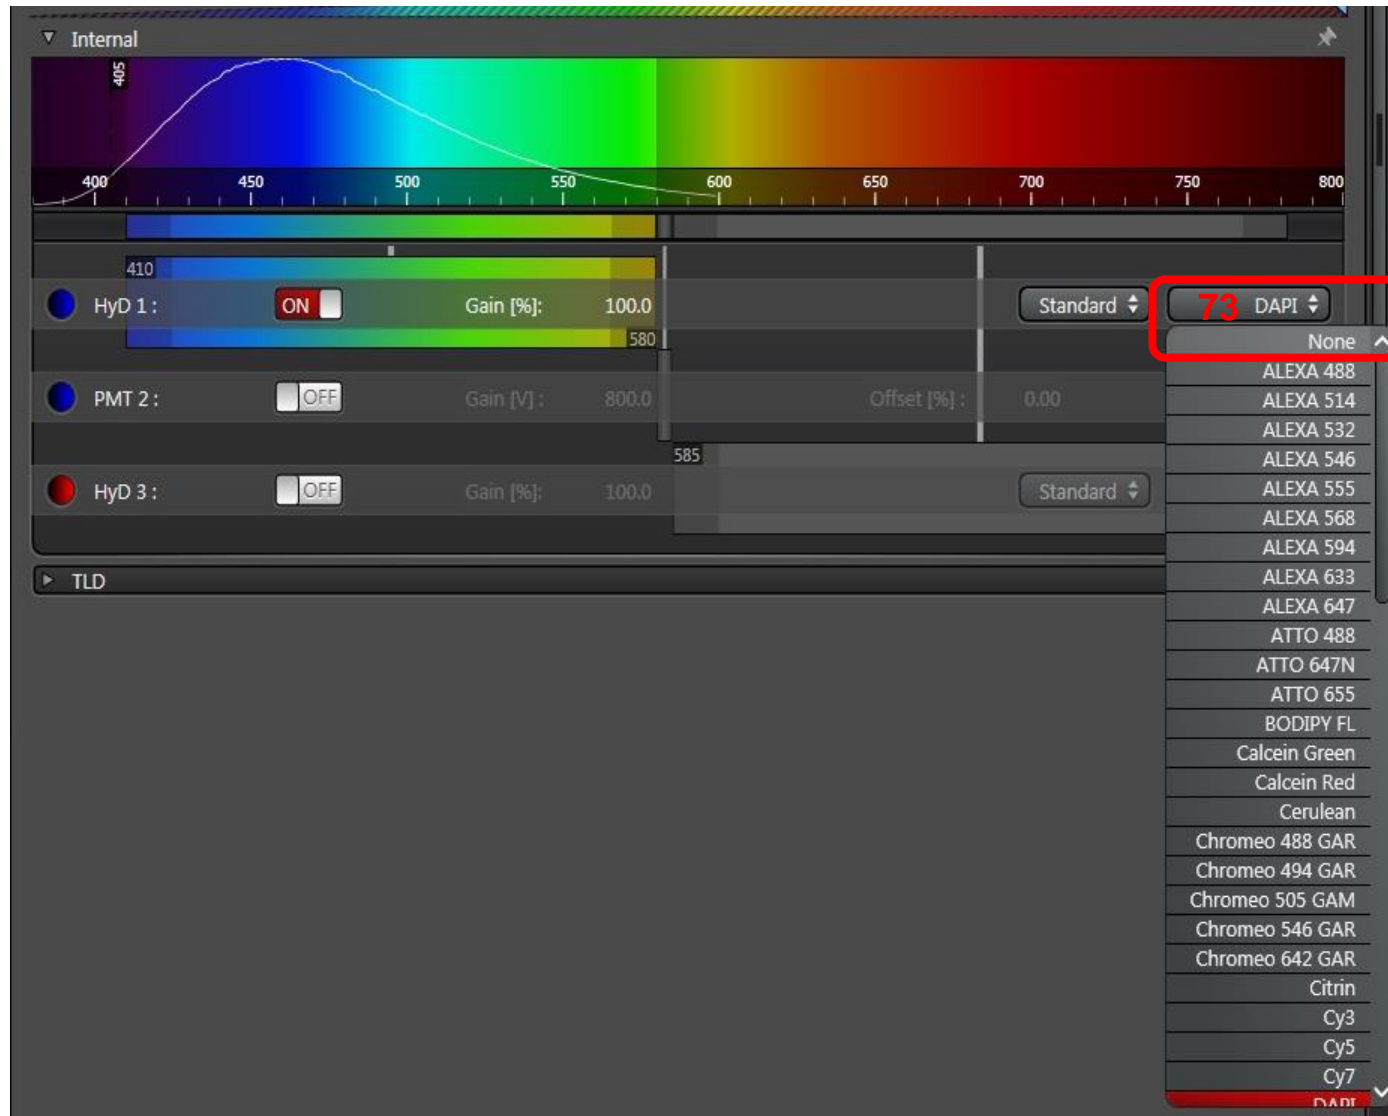 Internal
405
400 450 500 550 600 650 700 750 800
410
HyD 1 : ON Gain [%]: 100.0 Standard 73 DAPI
580
None
ALEXA 488
PMT 2 : OFF Gain [V] : 800.0 Offset [%] : 0.00 ALEXA 514
ALEXA 532
585 ALEXA 546
HyD 3 : OFF Gain [%]: 100.0 Standard ALEXA 555
ALEXA 568
ALEXA 594
TLD ALEXA 633
ALEXA 647
ATTO 488
ATTO 647N
ATTO 655
BODIPY FL
Calcein Green
Calcein Red
Cerulean
Chromeo 488 GAR
Chromeo 494 GAR
Chromeo 505 GAM
Chromeo 546 GAR
Chromeo 642 GAR
Citrin
Cy3
Cy5
Cy7
DAPI